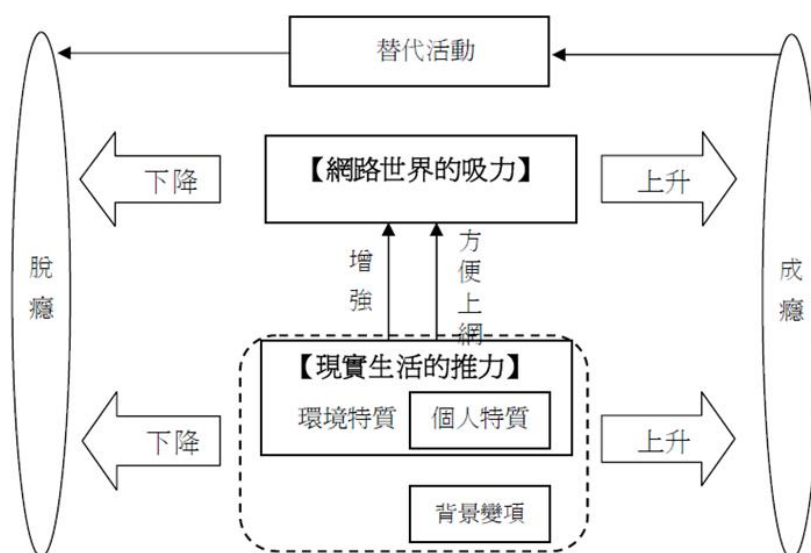 替代活動
【網路世界的吸力】
下降
上升
脫癮
成癮
增強
方便上網
【現實生活的推力】
環境特質
個人特質
下降
上升
背景變項